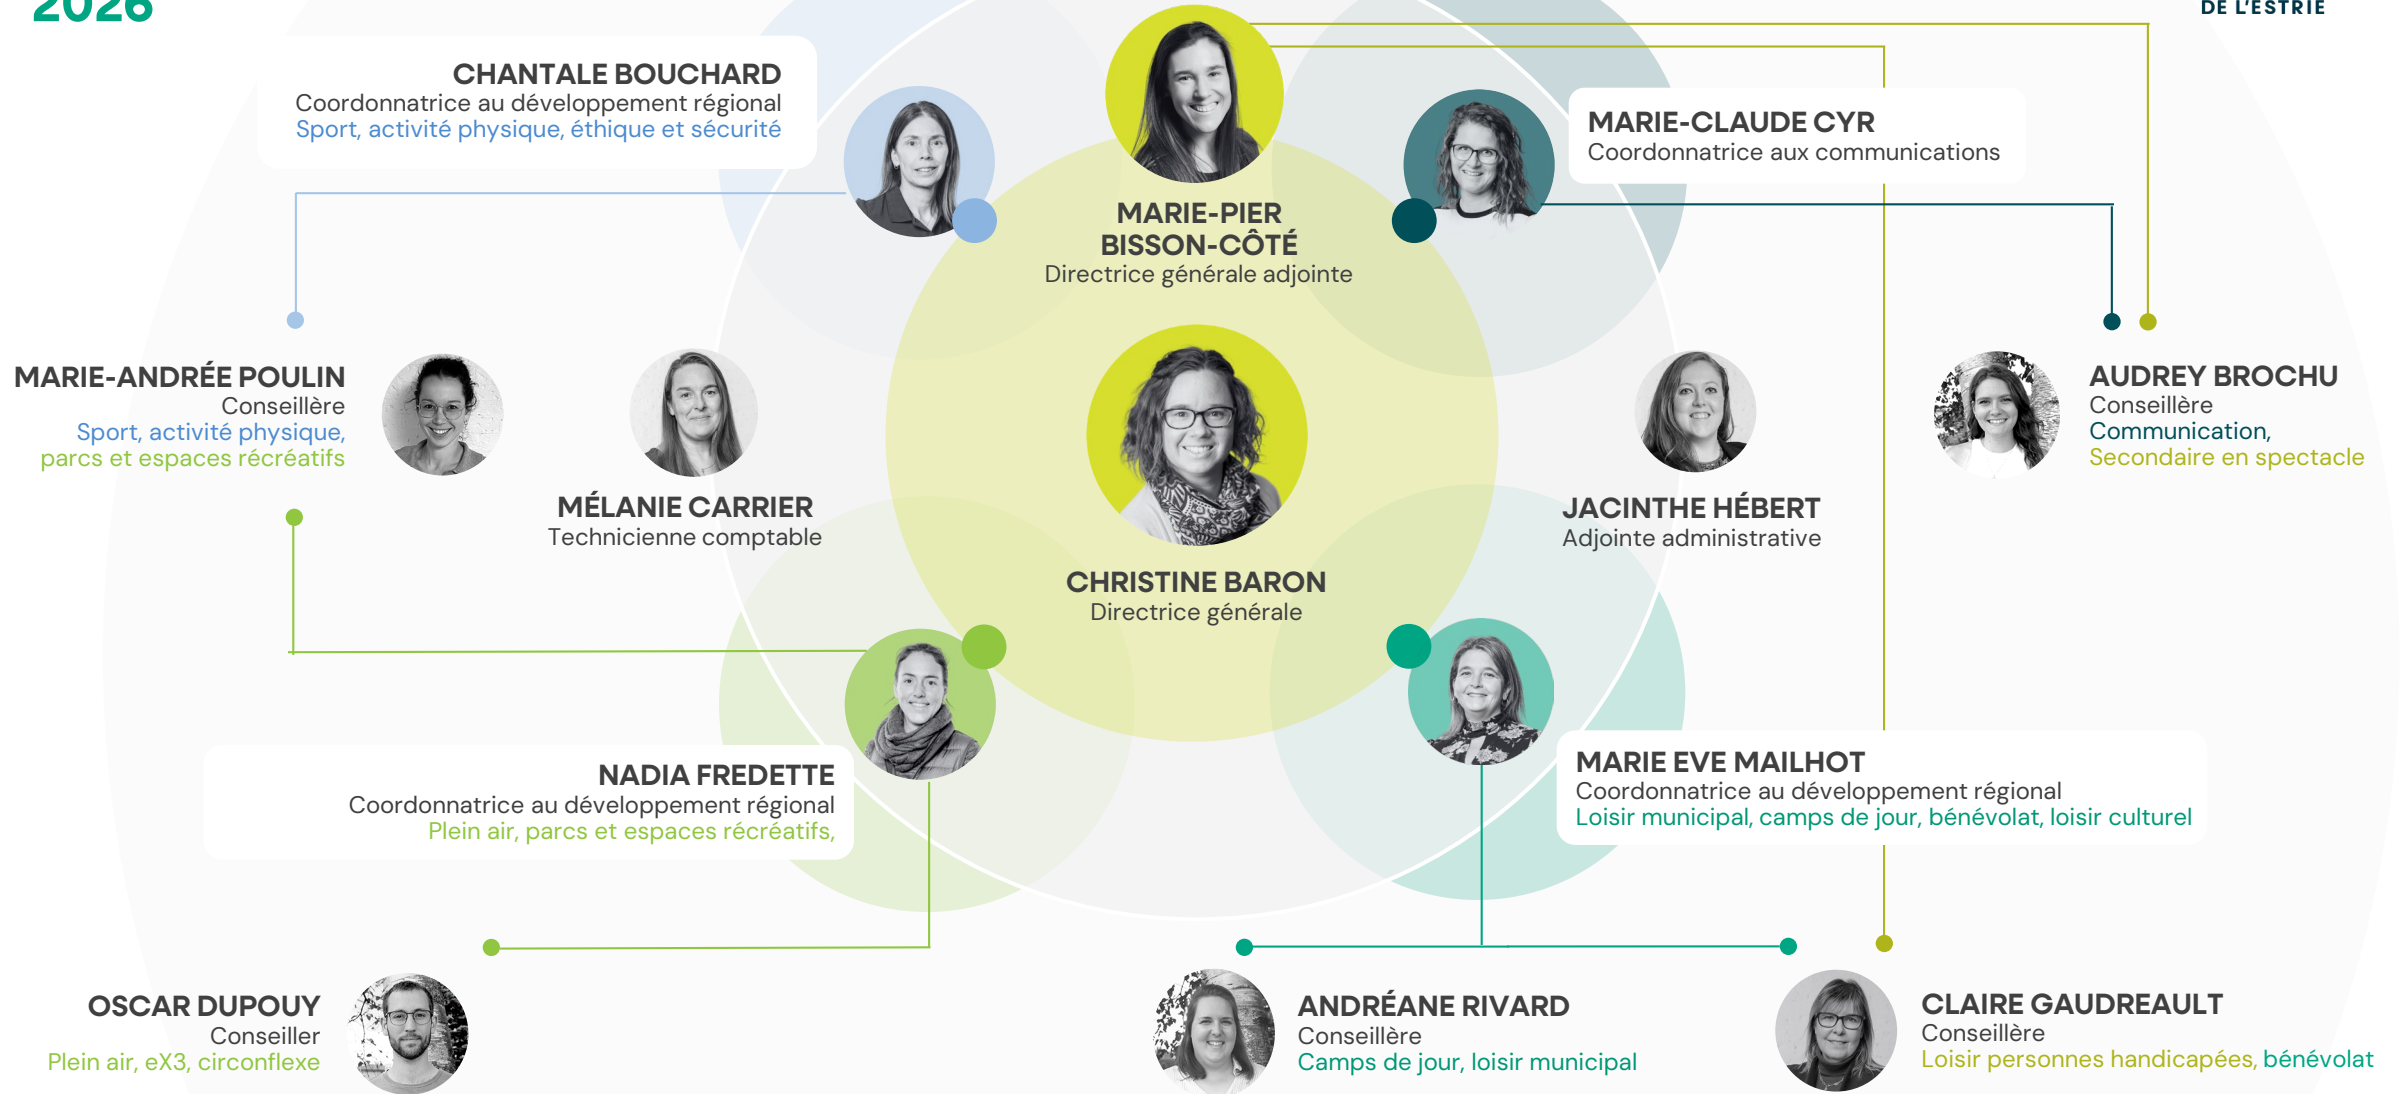 2026
DE L'ESTRIE
CHANTALE BOUCHARD
Coordonnatrice au développement régional
Sport, activité physique, éthique et sécurité
MARIE-PIER
BISSON-CÔTÉ
Directrice générale adjointe
MARIE-CLAUDE CYR
Coordonnatrice aux communications
MARIE-ANDRÉE POULIN
Conseillère
Sport, activité physique,
parcs et espaces récréatifs
MÉLANIE CARRIER
Technicienne comptable
CHRISTINE BARON
Directrice générale
JACINTHE HÉBERT
Adjointe administrative
AUDREY BROCHU
Conseillère
Communication,
Secondaire en spectacle
NADIA FREDETTE
Coordonnatrice au développement régional
Plein air, parcs et espaces récréatifs,
MARIE EVE MAILHOT
Coordonnatrice au développement régional
Loisir municipal, camps de jour, bénévolat, loisir culturel
OSCAR DUPOUY
Conseiller
Plein air, eX3, circonflexe
ANDRÉANE RIVARD
Conseillère
Camps de jour, loisir municipal
CLAIRE GAUDREAULT
Conseillère
Loisir personnes handicapées, bénévolat